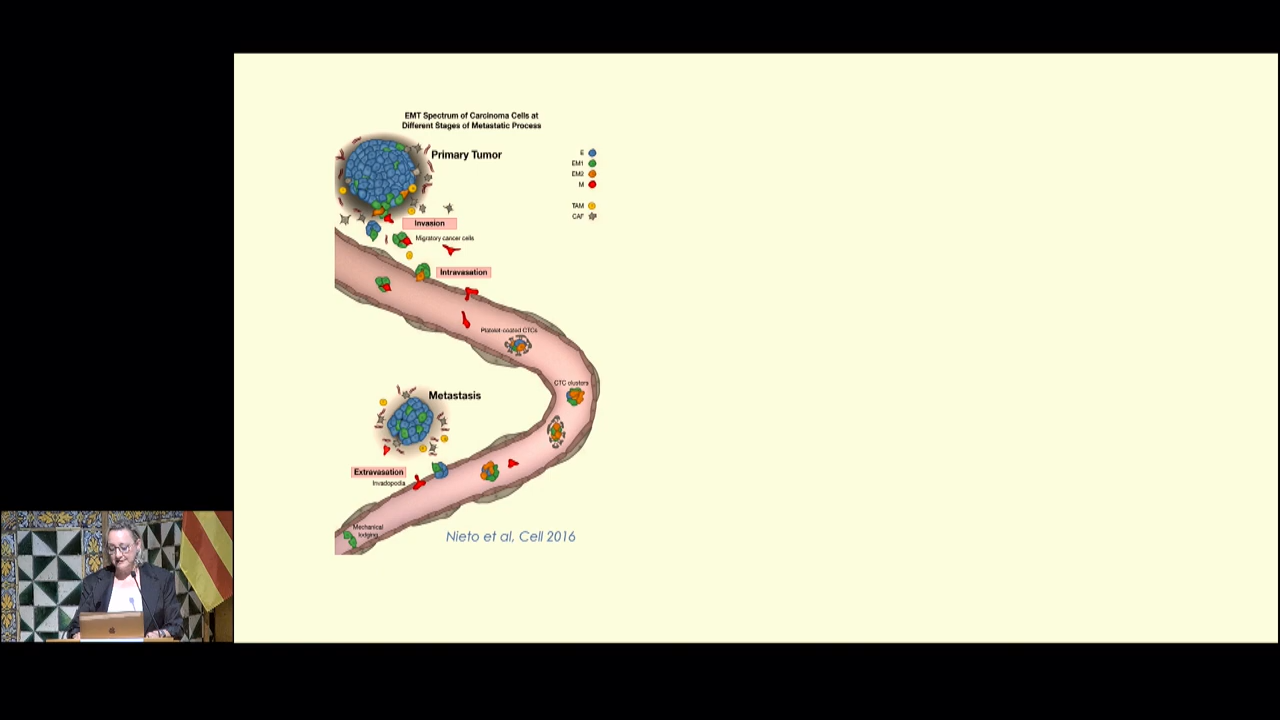 EMT Spectrum of Carcinoma Cells at
Different Stages of Metastatic Process
Primary Tumor
E
EM1
EM2
M
TAM
CAF
Invasion
Migratory cancer cells
Intravasation
Platelet-coated CTCs
CTC clusters
Metastasis
Extravasation
Invadopodia
Mechanical
lodging
Nieto et al, Cell 2016